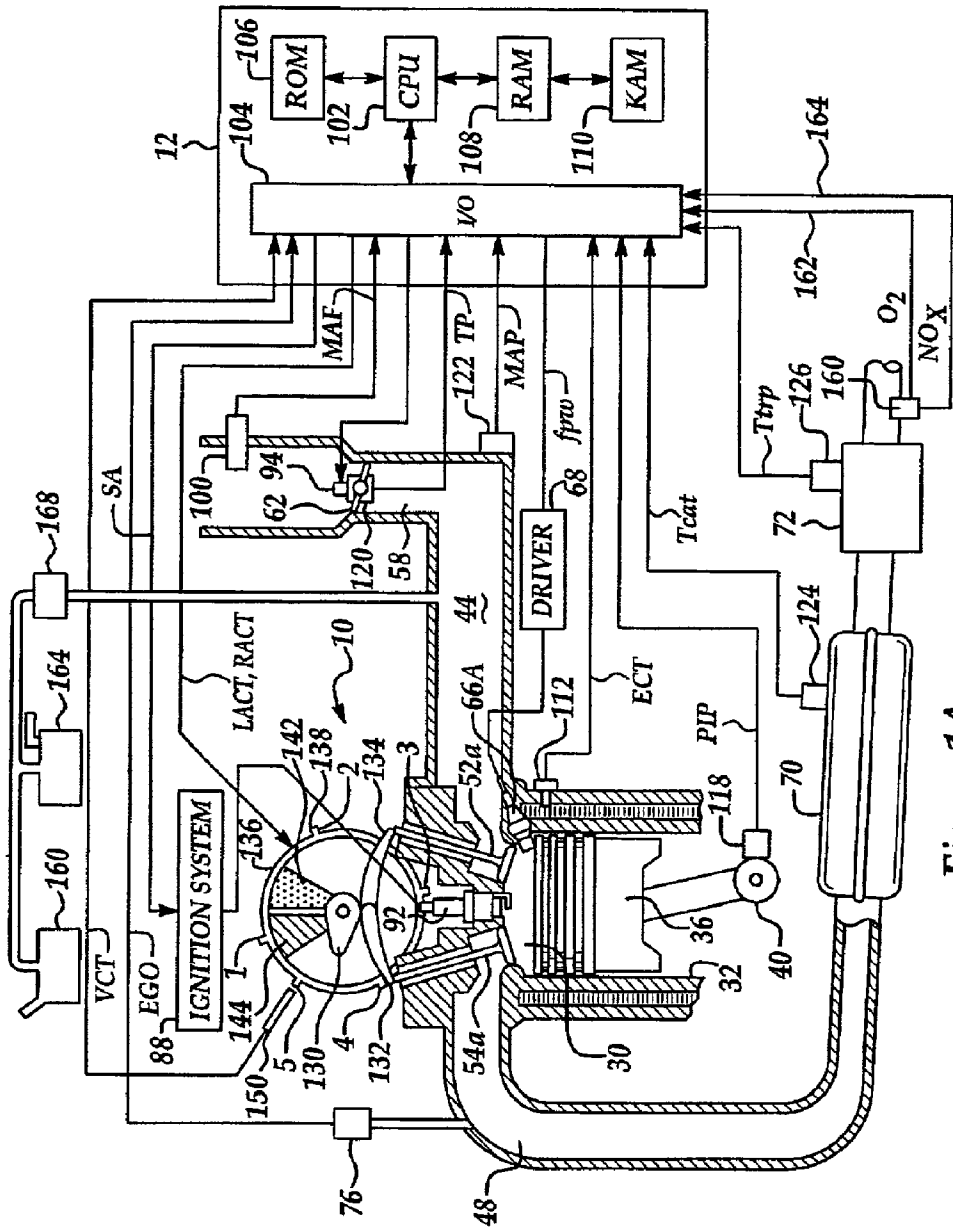 12
104
106
ROM
102
CPU
108
RAM
110
KAM
I/O
164
162
O2
NOX
160
126
Ttrp
72
Tcat
124
70
MAF
TP
122
MAP
fpw
68
DRIVER
ECT
112
PIP
118
SA
100
94
62
120
58
44
66A
52a
168
164
160
LACT, RACT
10
142
138
2
134
3
136
IGNITION SYSTEM
88
VCT
EGO
1
144
5
150
130
4
132
92
54a
36
40
32
30
76
48
Fig. 1A